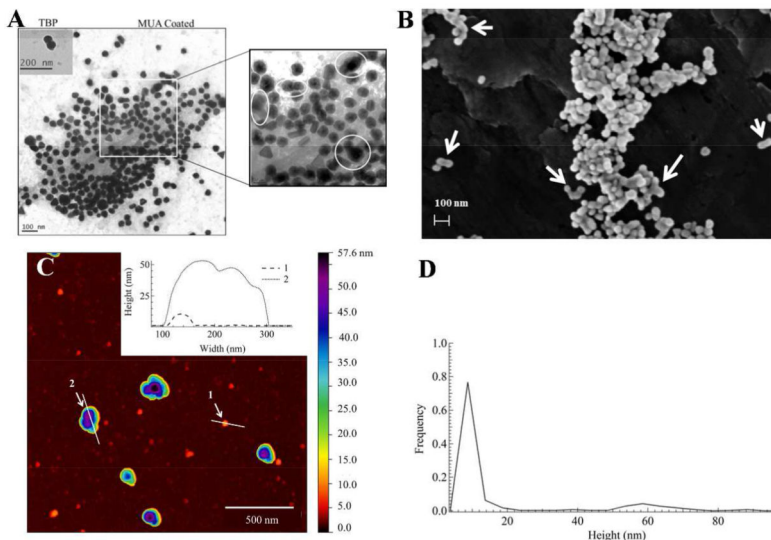 A
TBP
MUA Coated
200 nm
100 nm
B
100 nm
C
50
25
Height (nm)
1
2
100
200
300
Width (nm)
2
1
500 nm
57.6 nm
50.0
45.0
40.0
35.0
30.0
25.0
20.0
15.0
10.0
5.0
0.0
D
1.0
0.8
0.6
0.4
0.2
0.0
Frequency
20
40
60
80
Height (nm)